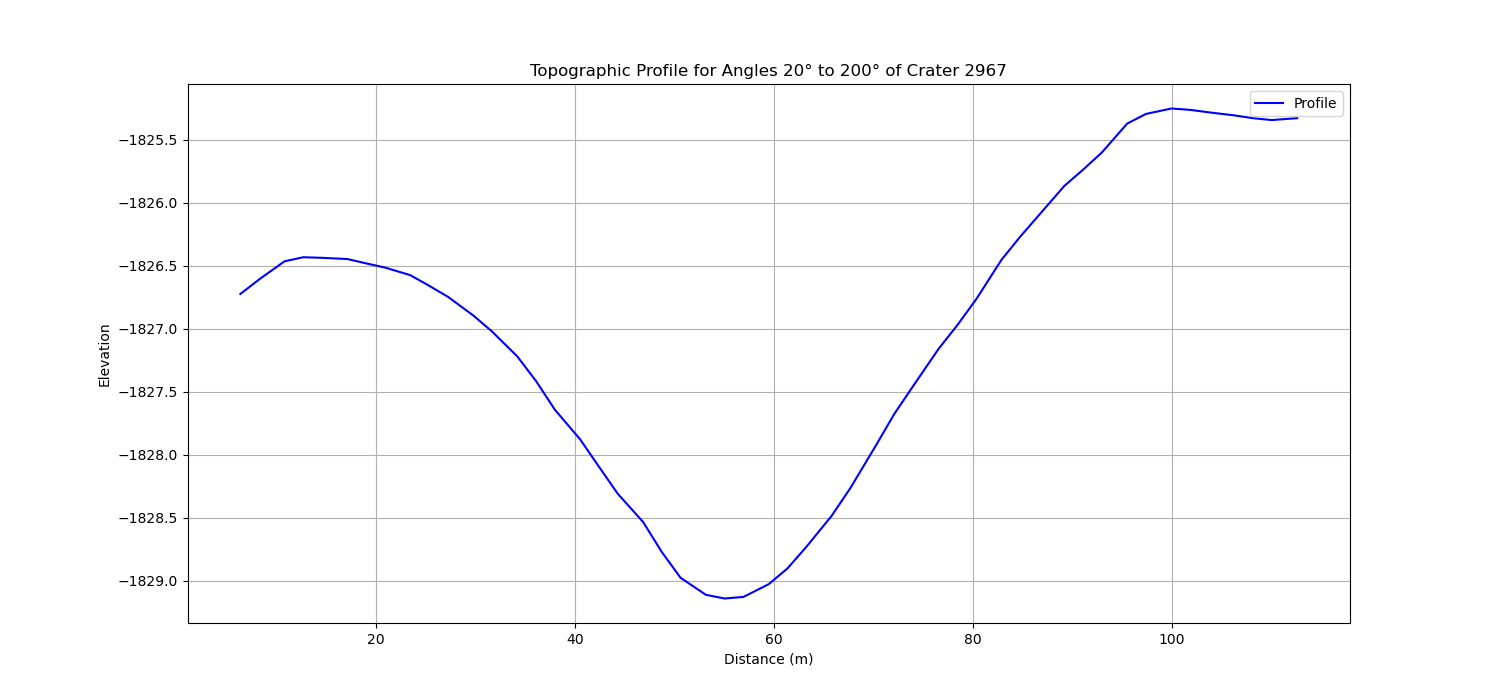 Topographic Profile for Angles 20° to 200° of Crater 2967
Profile
−1825.5
−1826.0
−1826.5
−1827.0
−1827.5
−1828.0
−1828.5
−1829.0
Elevation
20 40 60 80 100
Distance (m)